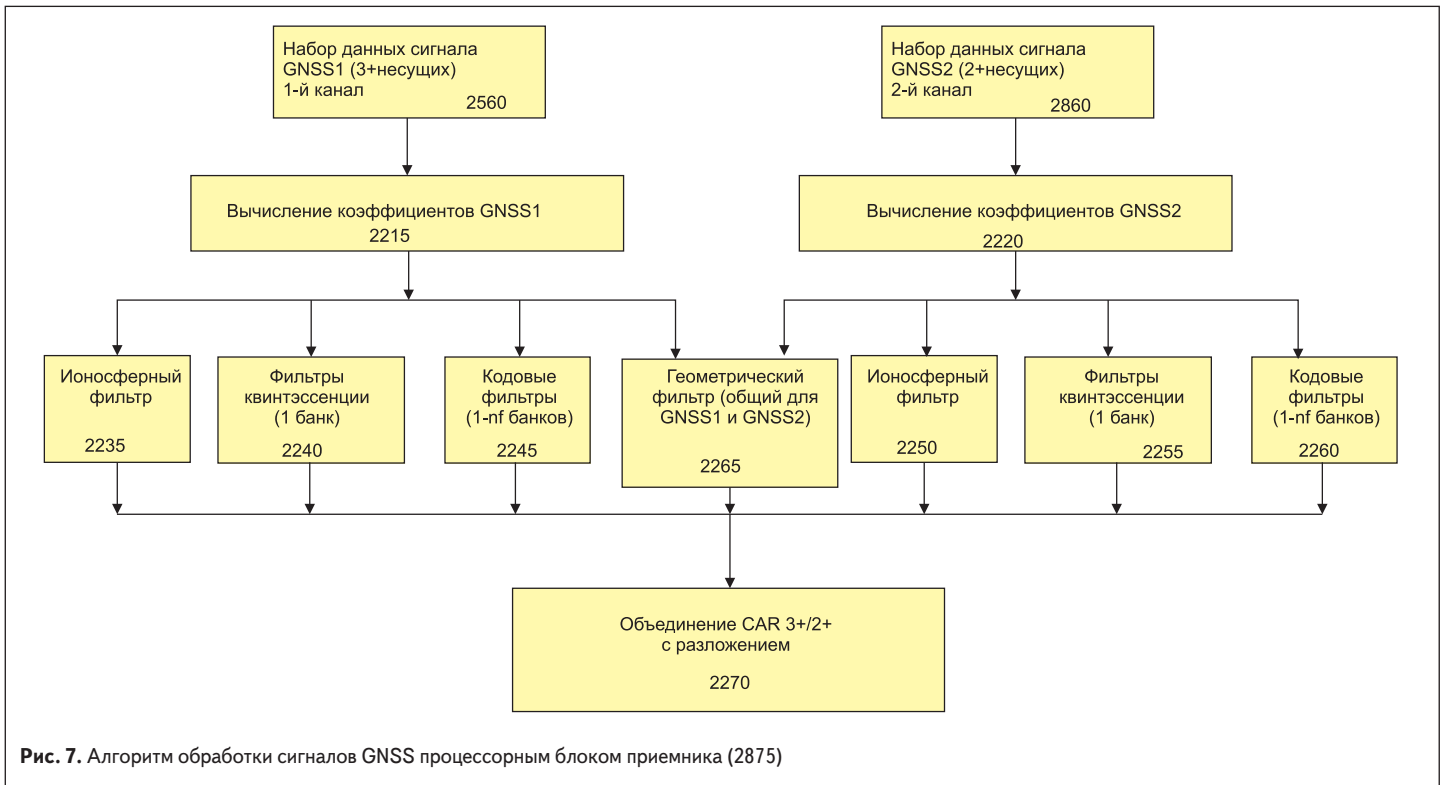 Набор данных сигнала
GNSS1 (3+несущих)
1-й канал
2560
Набор данных сигнала
GNSS2 (2+несущих)
2-й канал
2860
Вычисление коэффициентов GNSS1
2215
Вычисление коэффициентов GNSS2
2220
Ионосферный
фильтр
2235
Фильтры
квинтэссенции
(1 банк)
2240
Кодовые
фильтры
(1-nf банков)
2245
Геометрический
фильтр (общий для
GNSS1 и GNSS2)
2265
Ионосферный
фильтр
2250
Фильтры
квинтэссенции
(1 банк)
2255
Кодовые
фильтры
(1-nf банков)
2260
Объединение CAR 3+/2+
с разложением
2270
Рис. 7. Алгоритм обработки сигналов GNSS процессорным блоком приемника (2875)